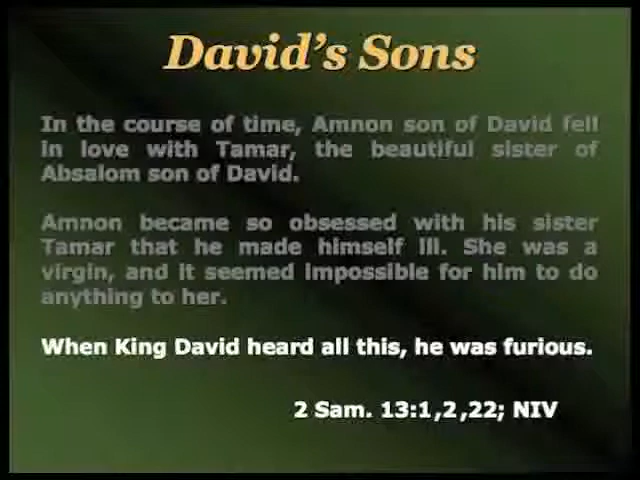 David's Sons
In the course of time, Amnon son of David fell
in love with Tamar, the beautiful sister of
Absalom son of David.
Amnon became so obsessed with his sister
Tamar that he made himself ill. She was a
virgin, and it seemed impossible for him to do
anything to her.
When King David heard all this, he was furious.
2 Sam. 13:1,2,22; NIV